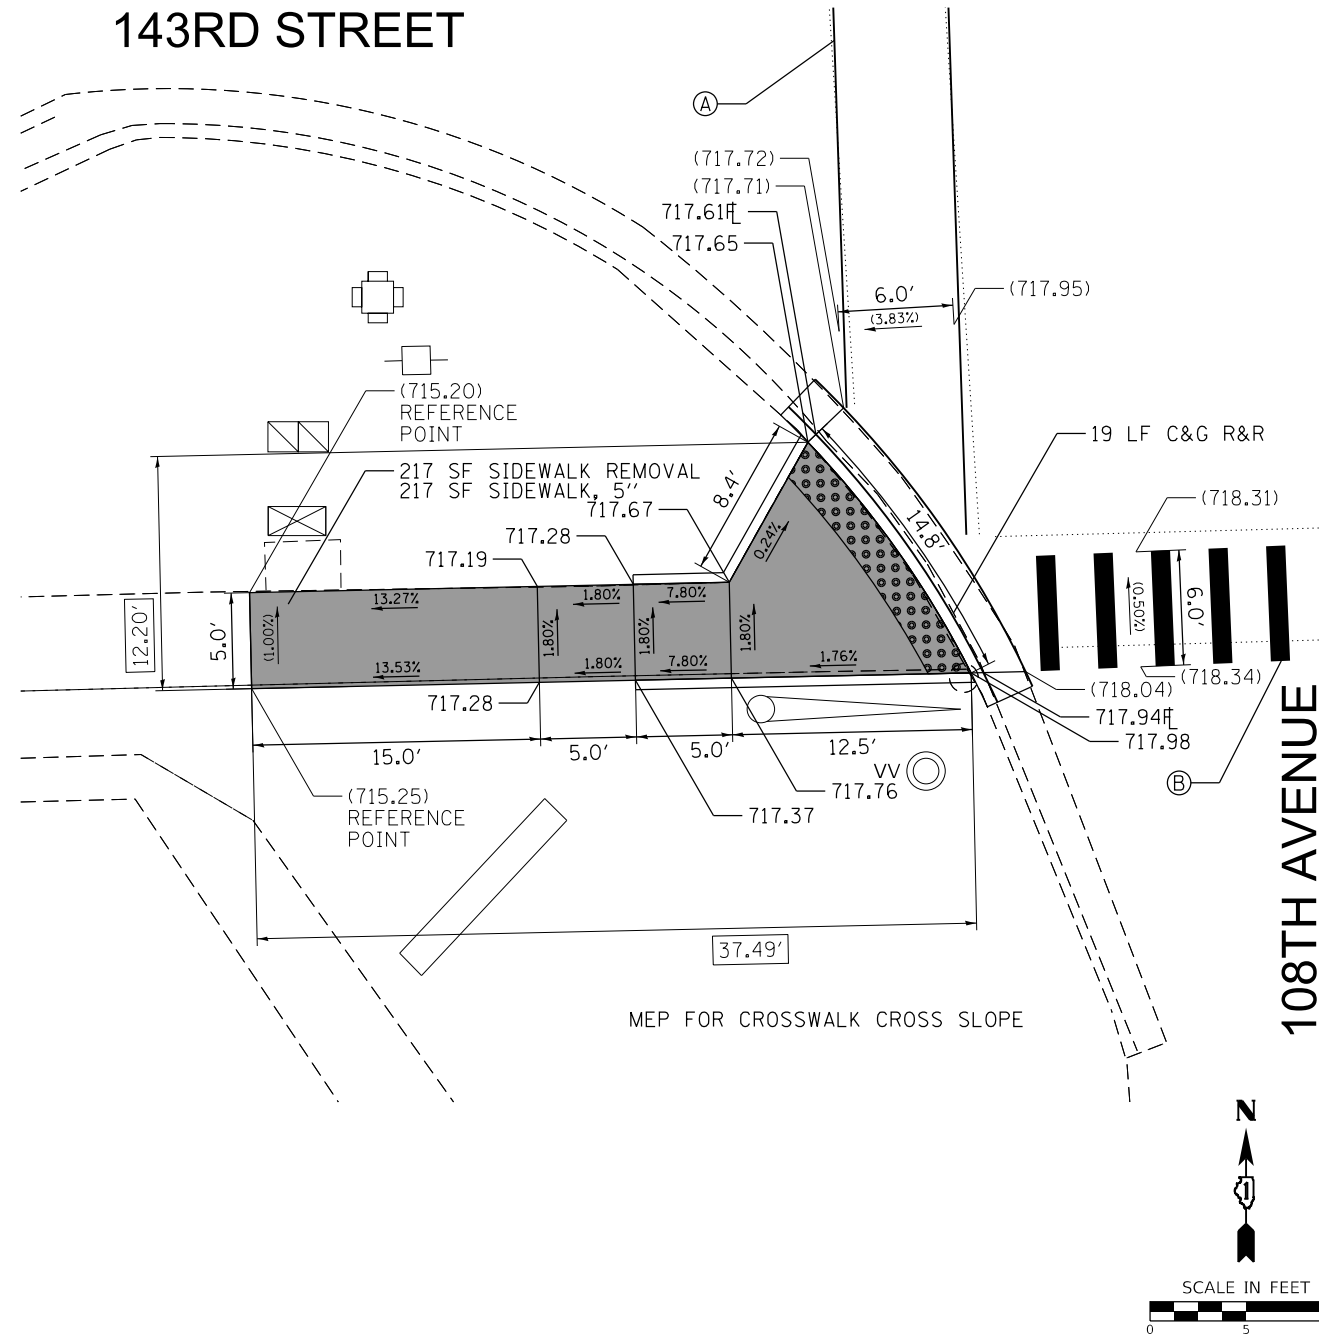 143RD STREET
A
(717.72)
(717.71)
717.61FL
717.65
6.0'
(3.83%)
(717.95)
(715.20)
REFERENCE
POINT
19 LF C&G R&R
217 SF SIDEWALK REMOVAL
217 SF SIDEWALK, 5''
8.4'
717.67
14.8'
(718.31)
717.28
0.24%
717.19
13.27%
1.80%
7.80%
(0.50%)
6.0'
12.20'
5.0'
(1.00%)
1.80%
1.80%
1.80%
13.53%
1.80%
7.80%
1.76%
(718.34)
(718.04)
717.28
717.94FL
717.98
15.0'
5.0'
5.0'
12.5'
VV
717.76
B
(715.25)
REFERENCE
POINT
717.37
37.49'
108TH AVENUE
MEP FOR CROSSWALK CROSS SLOPE
N
1
SCALE IN FEET
0
5